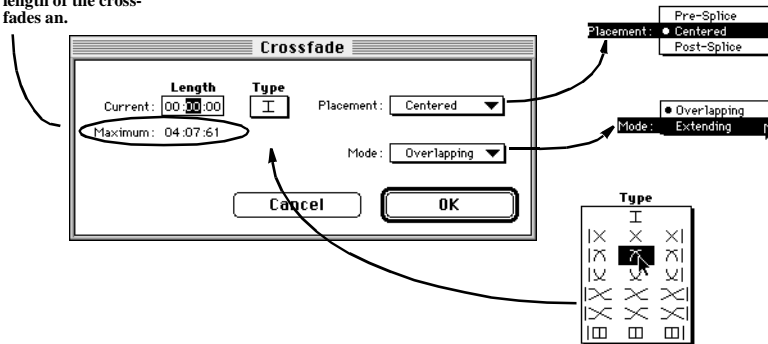 length of the cross-
fades an.
Crossfade
Length
Type
Current: 00:00:00
Maximum: 04:07:61
Placement: Centered
Mode: Overlapping
Cancel
OK
Pre-Splice
Placement: Centered
Post-Splice
Overlapping
Mode: Extending
Type